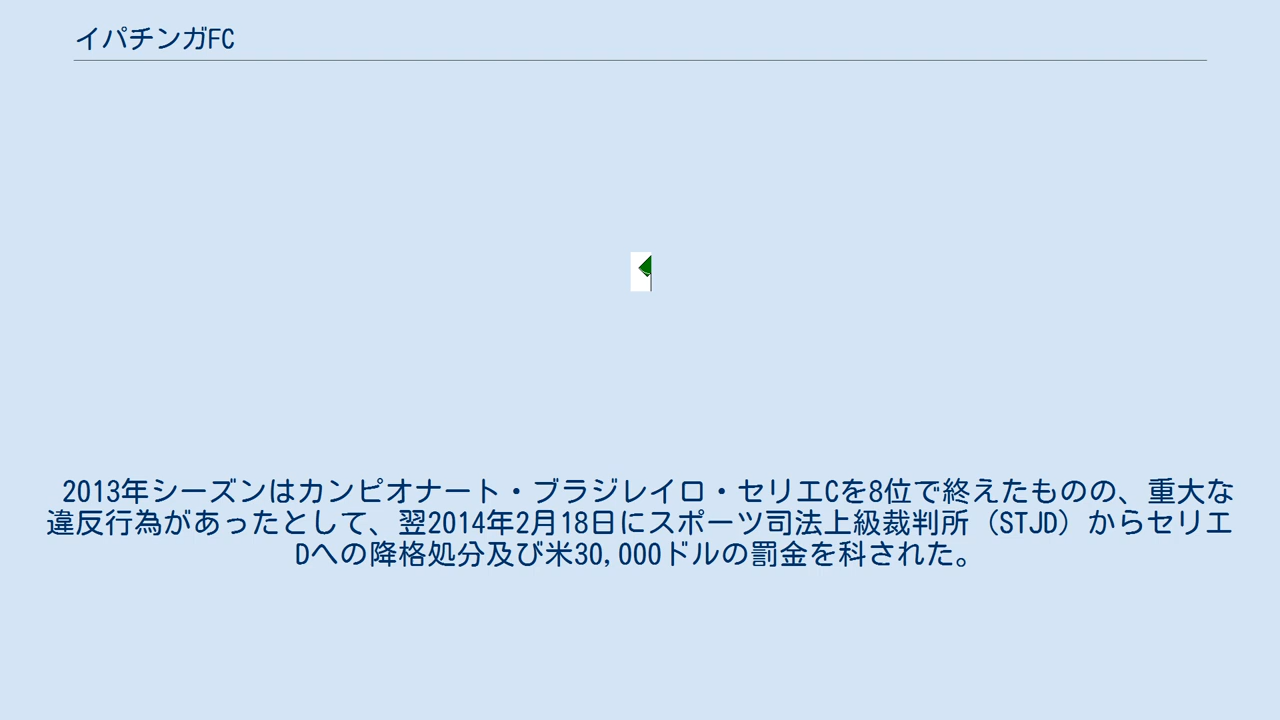 イパチンガFC
2013年シーズンはカンピオナート・ブラジレイロ・セリエCを8位で終えたものの、重大な
違反行為があったとして、翌2014年2月18日にスポーツ司法上級裁判所（STJD）からセリエ
Dへの降格処分及び米30,000ドルの罰金を科された。